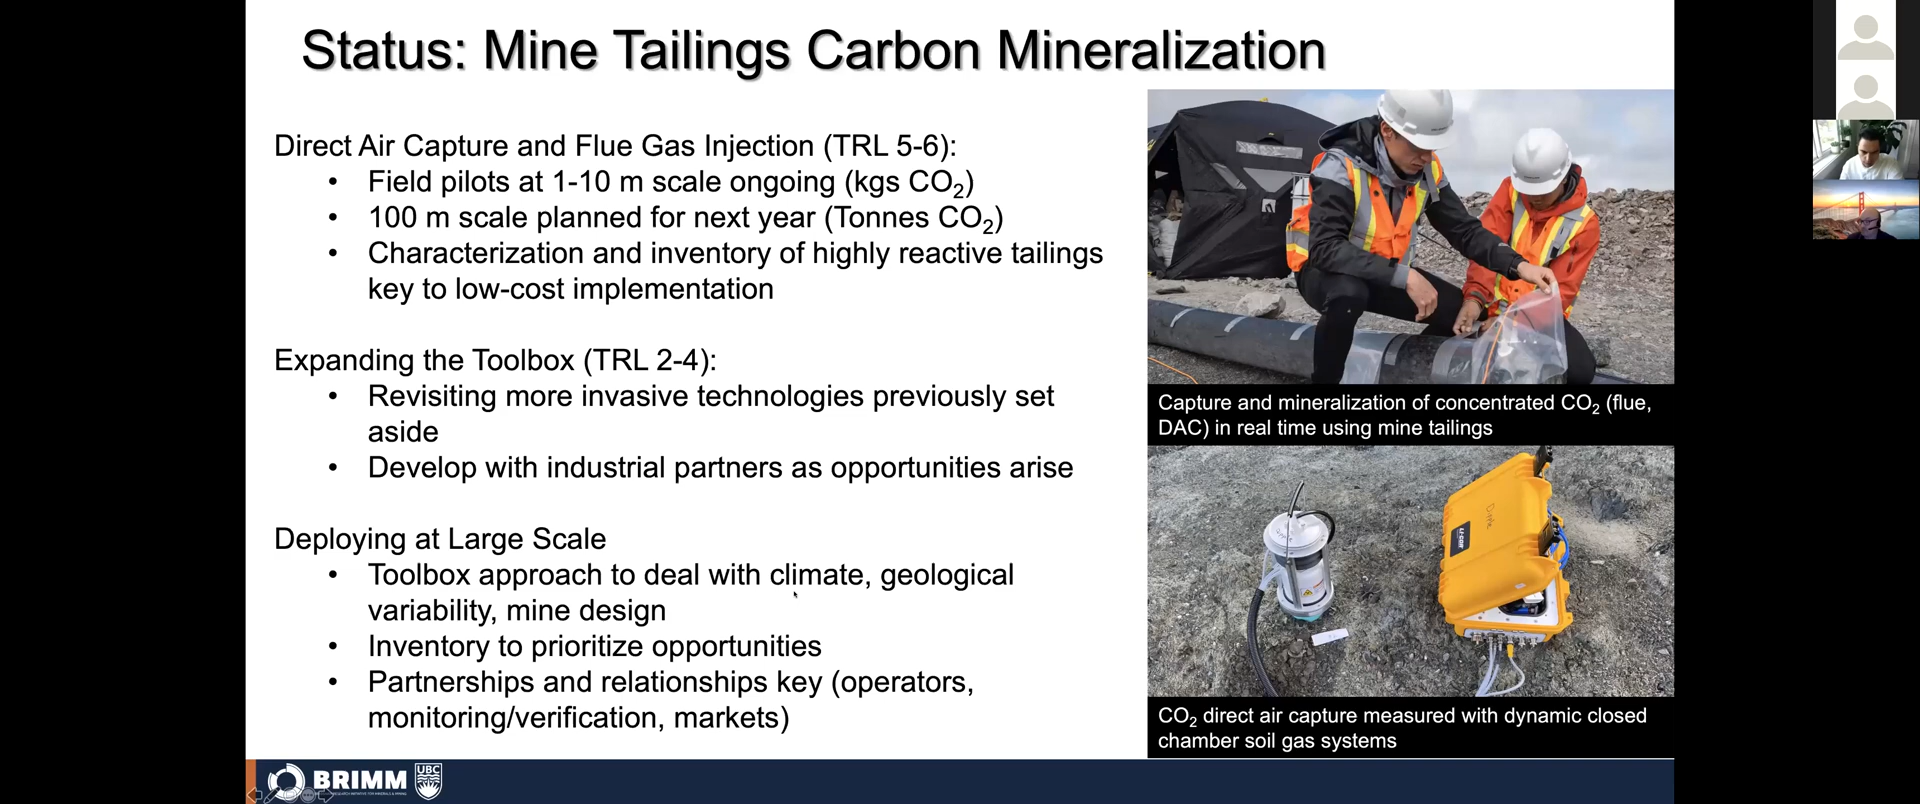 Status: Mine Tailings Carbon Mineralization
Direct Air Capture and Flue Gas Injection (TRL 5-6):
• Field pilots at 1-10 m scale ongoing (kgs CO₂)
• 100 m scale planned for next year (Tonnes CO₂)
• Characterization and inventory of highly reactive tailings
key to low-cost implementation
Expanding the Toolbox (TRL 2-4):
• Revisiting more invasive technologies previously set
aside
• Develop with industrial partners as opportunities arise
Deploying at Large Scale
• Toolbox approach to deal with climate, geological
variability, mine design
• Inventory to prioritize opportunities
• Partnerships and relationships key (operators,
monitoring/verification, markets)
Capture and mineralization of concentrated CO₂ (flue,
DAC) in real time using mine tailings
Dipple
LI-COR
CO₂ direct air capture measured with dynamic closed
chamber soil gas systems
BRIMM
UBC